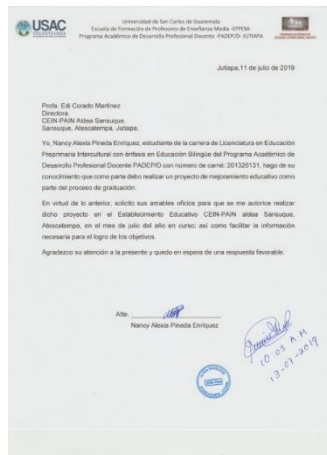 USAC
TRICENTENARIA
Universidad de San Carlos de Guatemala
Escuela de Formación de Profesores de Enseñanza Media -EFPEM-
Programa Académico de Desarrollo Profesional Docente -PADEP/D- JUTIAPA
Jutiapa,11 de julio de 2019
Profa. Edi Corado Martínez
Directora
CEIN-PAIN Aldea Sansuque.
Sansuque, Atescatempa. Jutiapa.
Yo, Nancy Alexia Pineda Enríquez, estudiante de la carrera de Licenciatura en Educación
Preprimaria Intercultural con énfasis en Educación Bilingüe del Programa Académico de
Desarrollo Profesional Docente PADEP/D con número de carné: 201326131, hago de su
conocimiento que como parte debo realizar un proyecto de mejoramiento educativo como
parte del proceso de graduación.
En virtud de lo anterior, solicito sus amables oficios para que se me autorice realizar
dicho proyecto en el Establecimiento Educativo CEIN-PAIN aldea Sansuque,
Atescatempa, en el mes de julio del año en curso; así como facilitar la información
necesaria para el logro de los objetivos.
Agradezco su atención a la presente y quedo en espera de una respuesta favorable.
Atte.
Nancy Alexia Pineda Enríquez
10:05 A M
13-07-2019